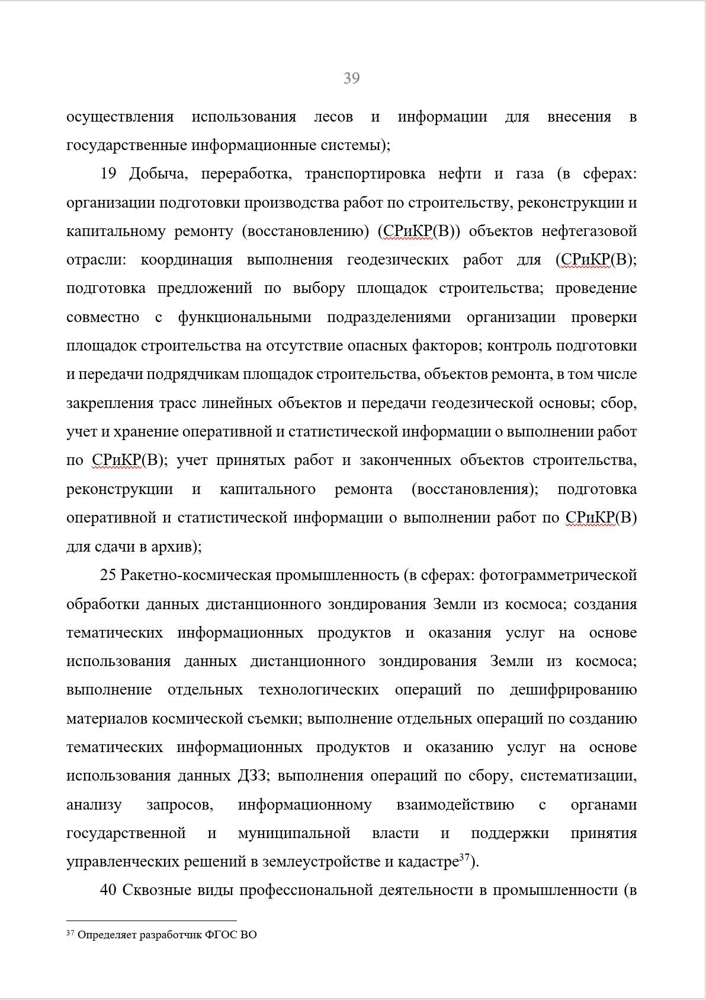 39
осуществления использования лесов и информации для внесения в
государственные информационные системы);
19 Добыча, переработка, транспортировка нефти и газа (в сферах:
организации подготовки производства работ по строительству, реконструкции и
капитальному ремонту (восстановлению) (СРиКР(В)) объектов нефтегазовой
отрасли: координация выполнения геодезических работ для (СРиКР(В);
подготовка предложений по выбору площадок строительства; проведение
совместно с функциональными подразделениями организации проверки
площадок строительства на отсутствие опасных факторов; контроль подготовки
и передачи подрядчикам площадок строительства, объектов ремонта, в том числе
закрепления трасс линейных объектов и передачи геодезической основы; сбор,
учет и хранение оперативной и статистической информации о выполнении работ
по СРиКР(В); учет принятых работ и законченных объектов строительства,
реконструкции и капитального ремонта (восстановления); подготовка
оперативной и статистической информации о выполнении работ по СРиКР(В)
для сдачи в архив);
25 Ракетно-космическая промышленность (в сферах: фотограмметрической
обработки данных дистанционного зондирования Земли из космоса; создания
тематических информационных продуктов и оказания услуг на основе
использования данных дистанционного зондирования Земли из космоса;
выполнение отдельных технологических операций по дешифрированию
материалов космической съемки; выполнение отдельных операций по созданию
тематических информационных продуктов и оказанию услуг на основе
использования данных ДЗЗ; выполнения операций по сбору, систематизации,
анализу запросов, информационному взаимодействию с органами
государственной и муниципальной власти и поддержки принятия
управленческих решений в землеустройстве и кадастре³⁷).
40 Сквозные виды профессиональной деятельности в промышленности (в
³⁷ Определяет разработчик ФГОС ВО